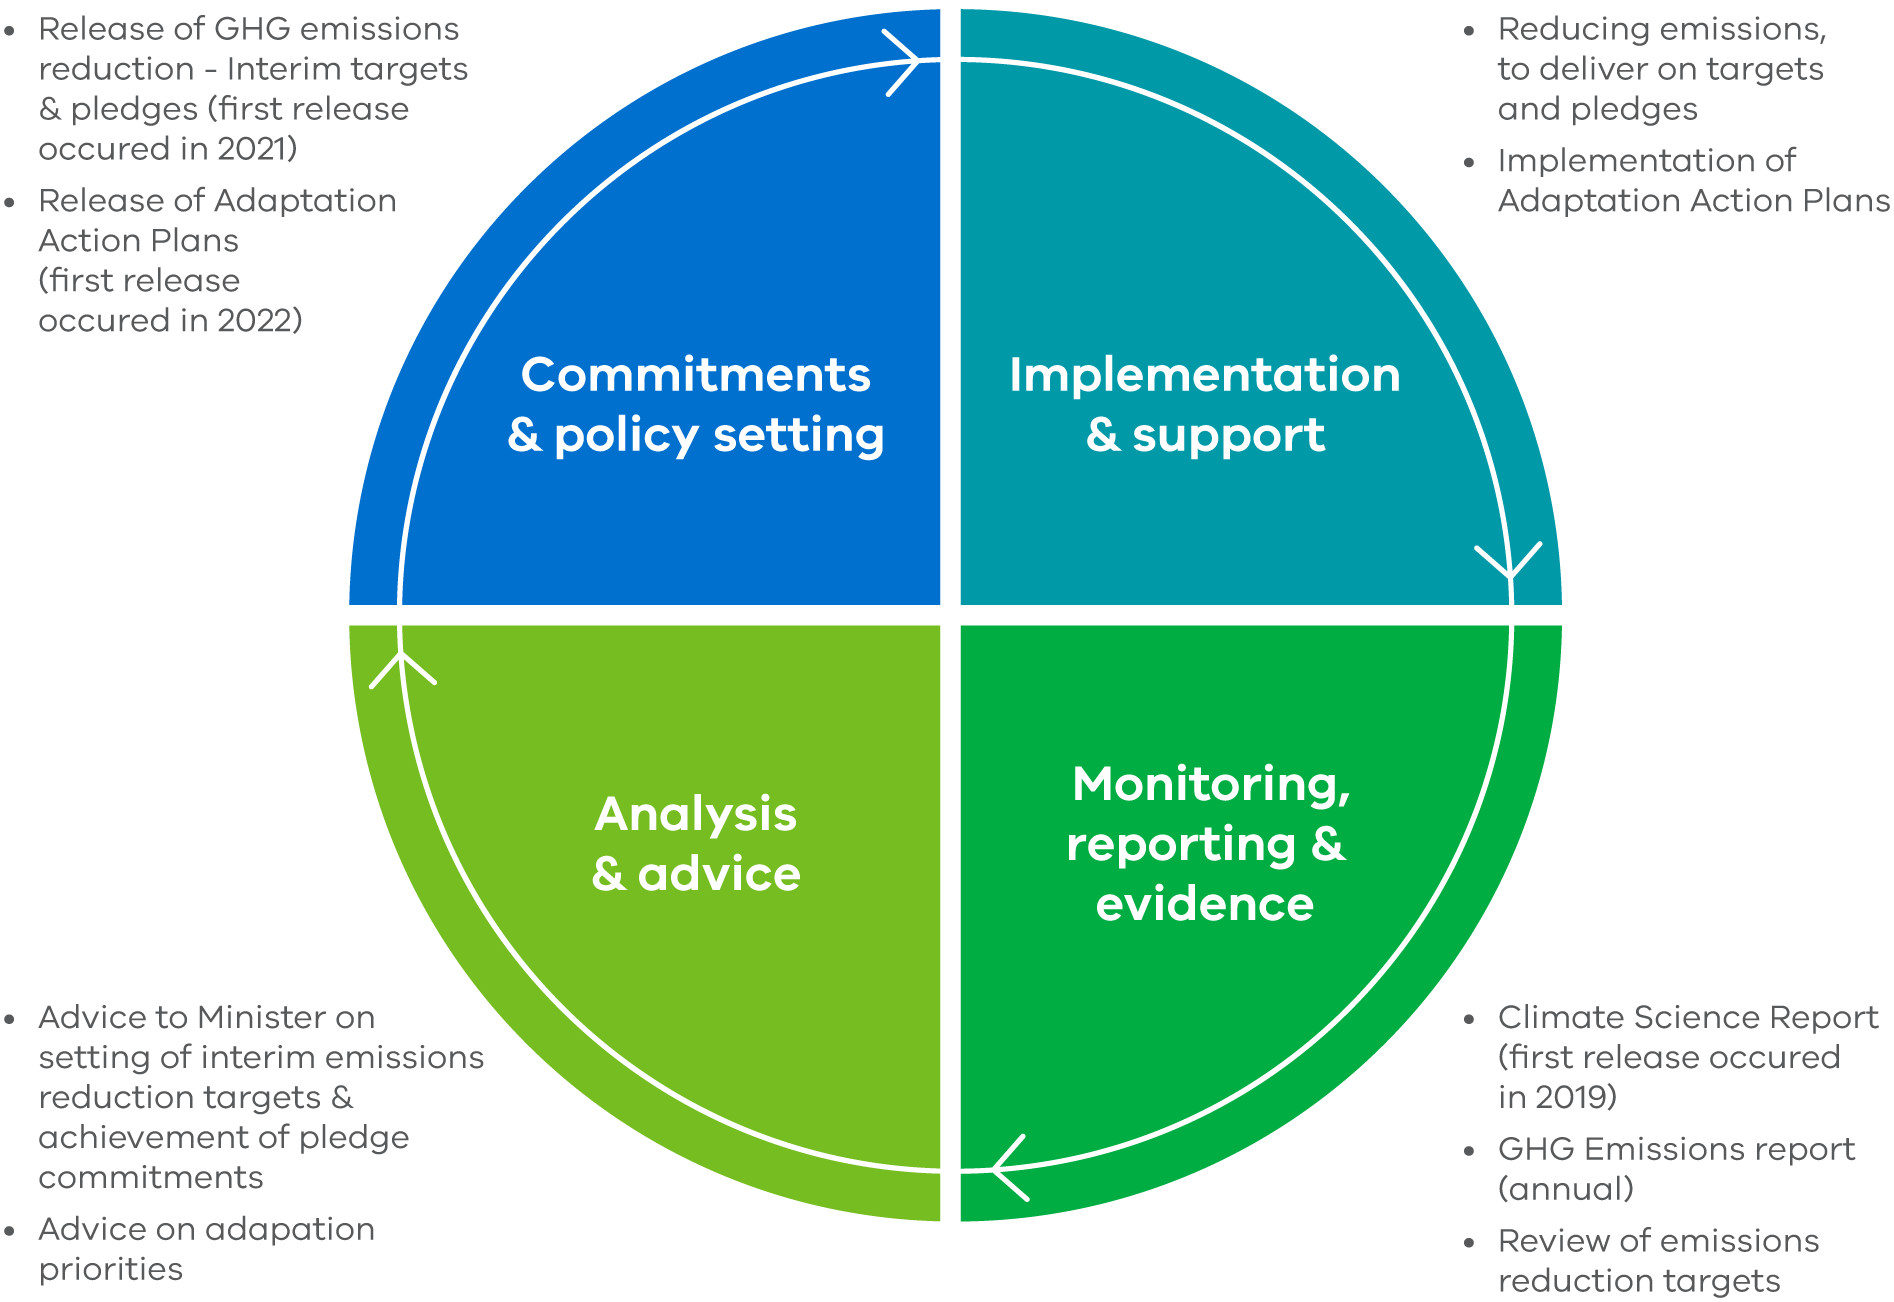 • Release of GHG emissions
reduction - Interim targets
& pledges (first release
occured in 2021)
• Release of Adaptation
Action Plans
(first release
occured in 2022)
• Reducing emissions,
to deliver on targets
and pledges
• Implementation of
Adaptation Action Plans
Commitments
& policy setting
Implementation
& support
Analysis
& advice
Monitoring,
reporting &
evidence
• Advice to Minister on
setting of interim emissions
reduction targets &
achievement of pledge
commitments
• Advice on adapation
priorities
• Climate Science Report
(first release occured
in 2019)
• GHG Emissions report
(annual)
• Review of emissions
reduction targets